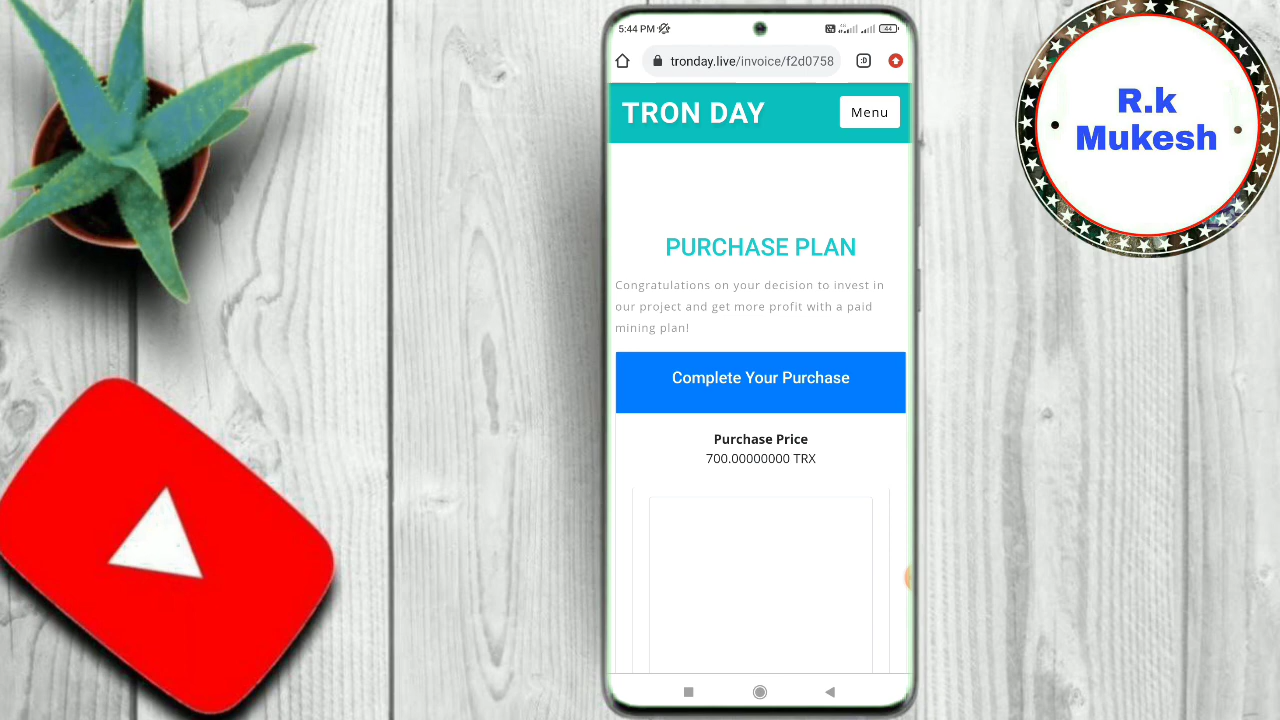 5:44 PM
44
tronday.live/invoice/f2d0758
:D
TRON DAY
Menu
PURCHASE PLAN
Congratulations on your decision to invest in
our project and get more profit with a paid
mining plan!
Complete Your Purchase
Purchase Price
700.00000000 TRX
R.k
Mukesh